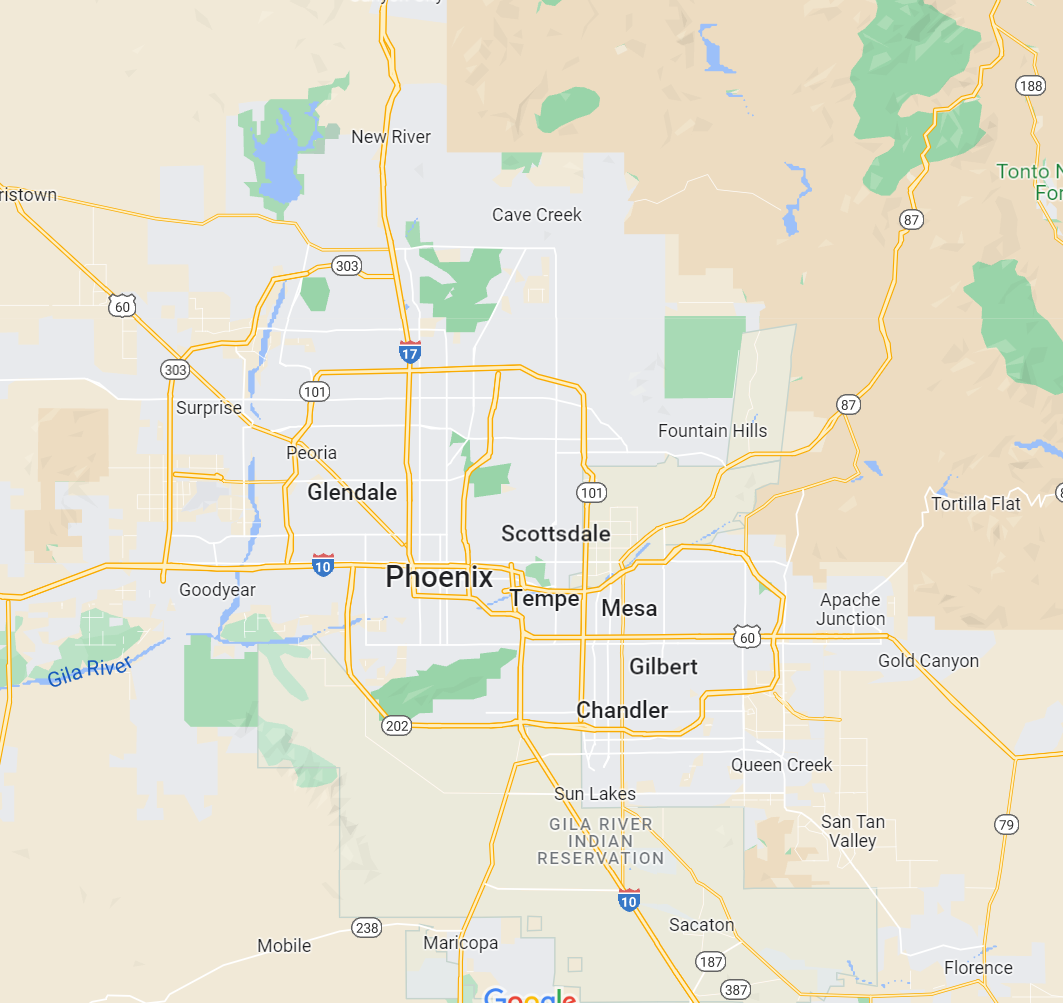 New River
188
Tonto N
For
ristown
Cave Creek
87
303
60
17
303
101
87
Surprise
Fountain Hills
Peoria
Glendale
101
Tortilla Flat
Scottsdale
10
Phoenix
Goodyear
Tempe
Mesa
Apache
Junction
60
Gila River
Gilbert
Gold Canyon
Chandler
202
Queen Creek
Sun Lakes
GILA RIVER
INDIAN
RESERVATION
San Tan
Valley
79
10
238
Sacaton
Mobile
Maricopa
187
Florence
387
Google